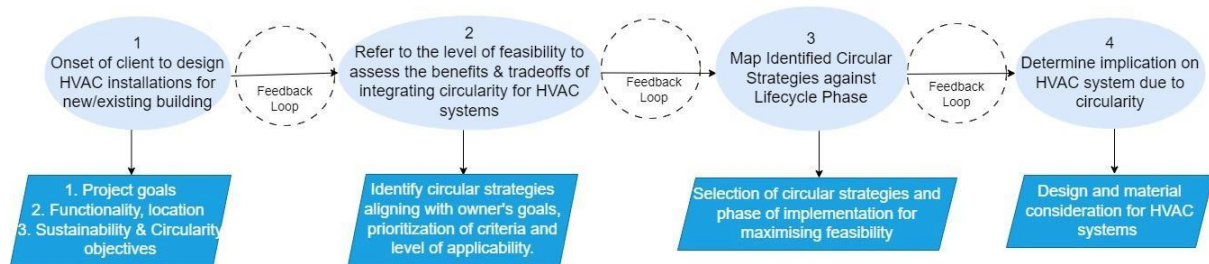 1
Onset of client to design
HVAC installations for
new/existing building
Feedback
Loop
2
Refer to the level of feasibility to
assess the benefits & tradeoffs of
integrating circularity for HVAC
systems
Feedback
Loop
3
Map Identified Circular
Strategies against
Lifecycle Phase
Feedback
Loop
4
Determine implication on
HVAC system due to
circularity
1. Project goals
2. Functionality, location
3. Sustainability & Circularity
objectives
Identify circular strategies
aligning with owner's goals,
prioritization of criteria and
level of applicability.
Selection of circular strategies and
phase of implementation for
maximising feasibility
Design and material
consideration for HVAC
systems